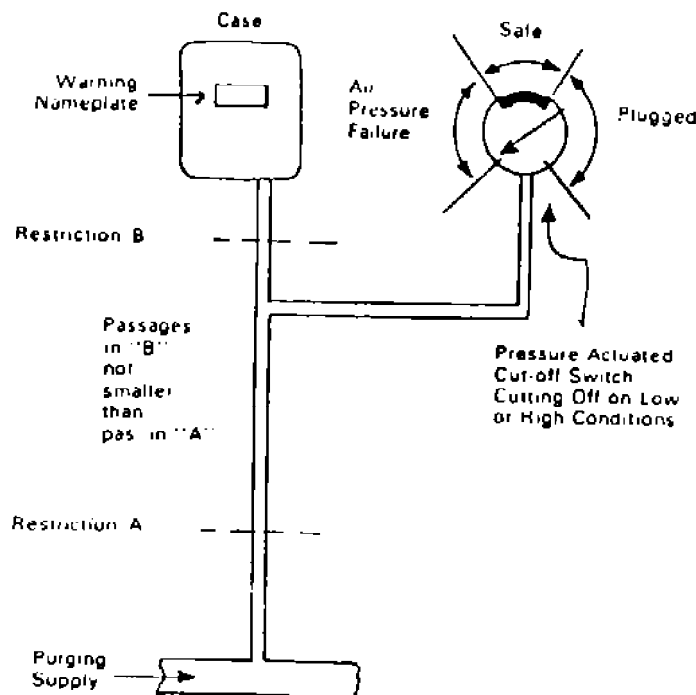 Case
Safe
Warning
Nameplate
Air
Pressure
Failure
Plugged
Restriction B
Passages
in "B"
not
smaller
than
pas. in "A"
Pressure Actuated
Cut-off Switch
Cutting Off on Low
or High Conditions
Restriction A
Purging
Supply